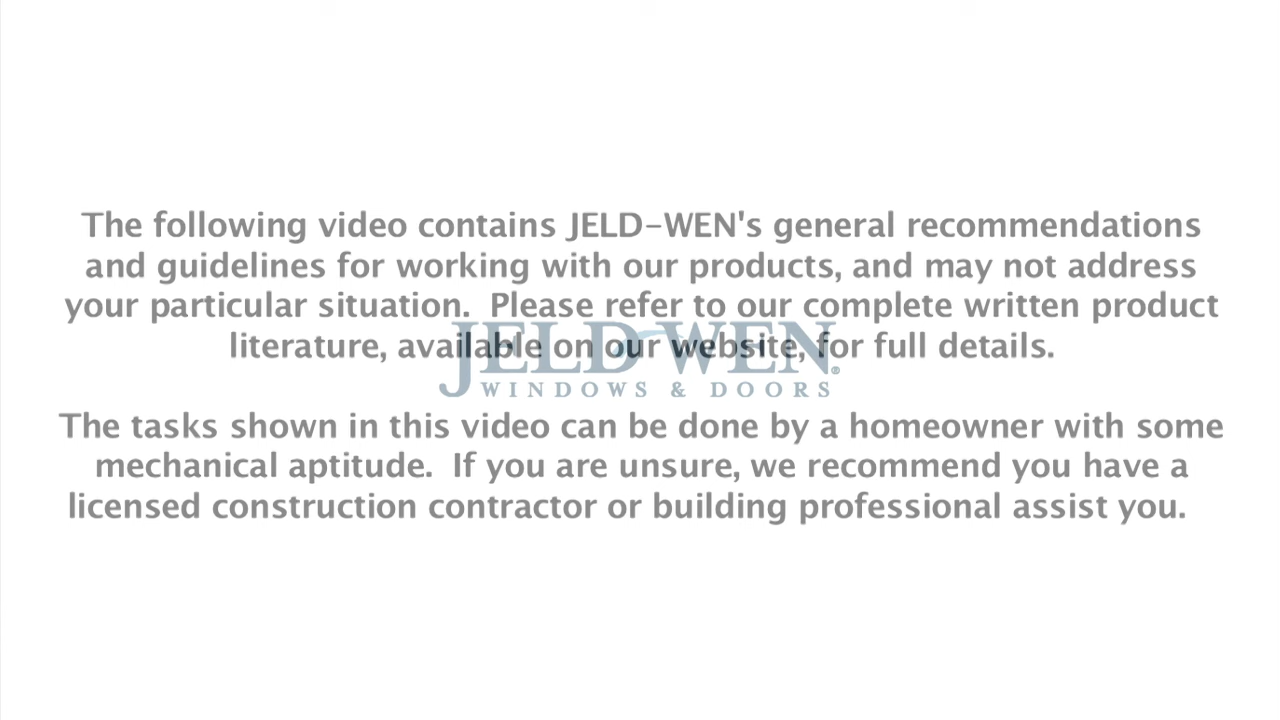 The following video contains JELD-WEN's general recommendations
and guidelines for working with our products, and may not address
your particular situation.  Please refer to our complete written product
literature, available on our website, for full details.
JELD-WEN®
WINDOWS & DOORS
The tasks shown in this video can be done by a homeowner with some
mechanical aptitude.  If you are unsure, we recommend you have a
licensed construction contractor or building professional assist you.